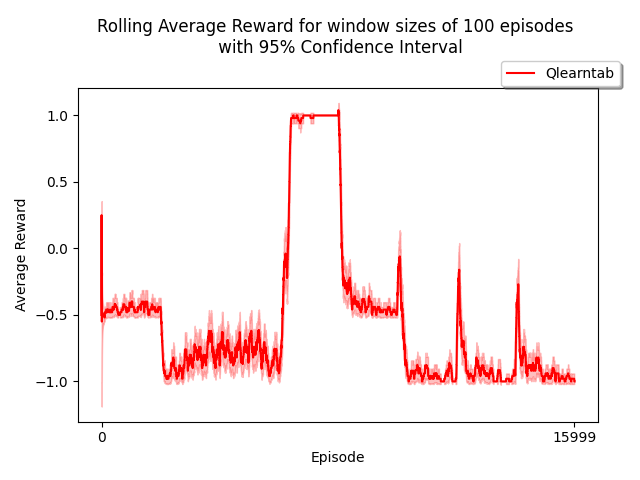 Rolling Average Reward for window sizes of 100 episodes
with 95% Confidence Interval
Qlearntab
1.0
0.5
0.0
−0.5
−1.0
Average Reward
0
15999
Episode